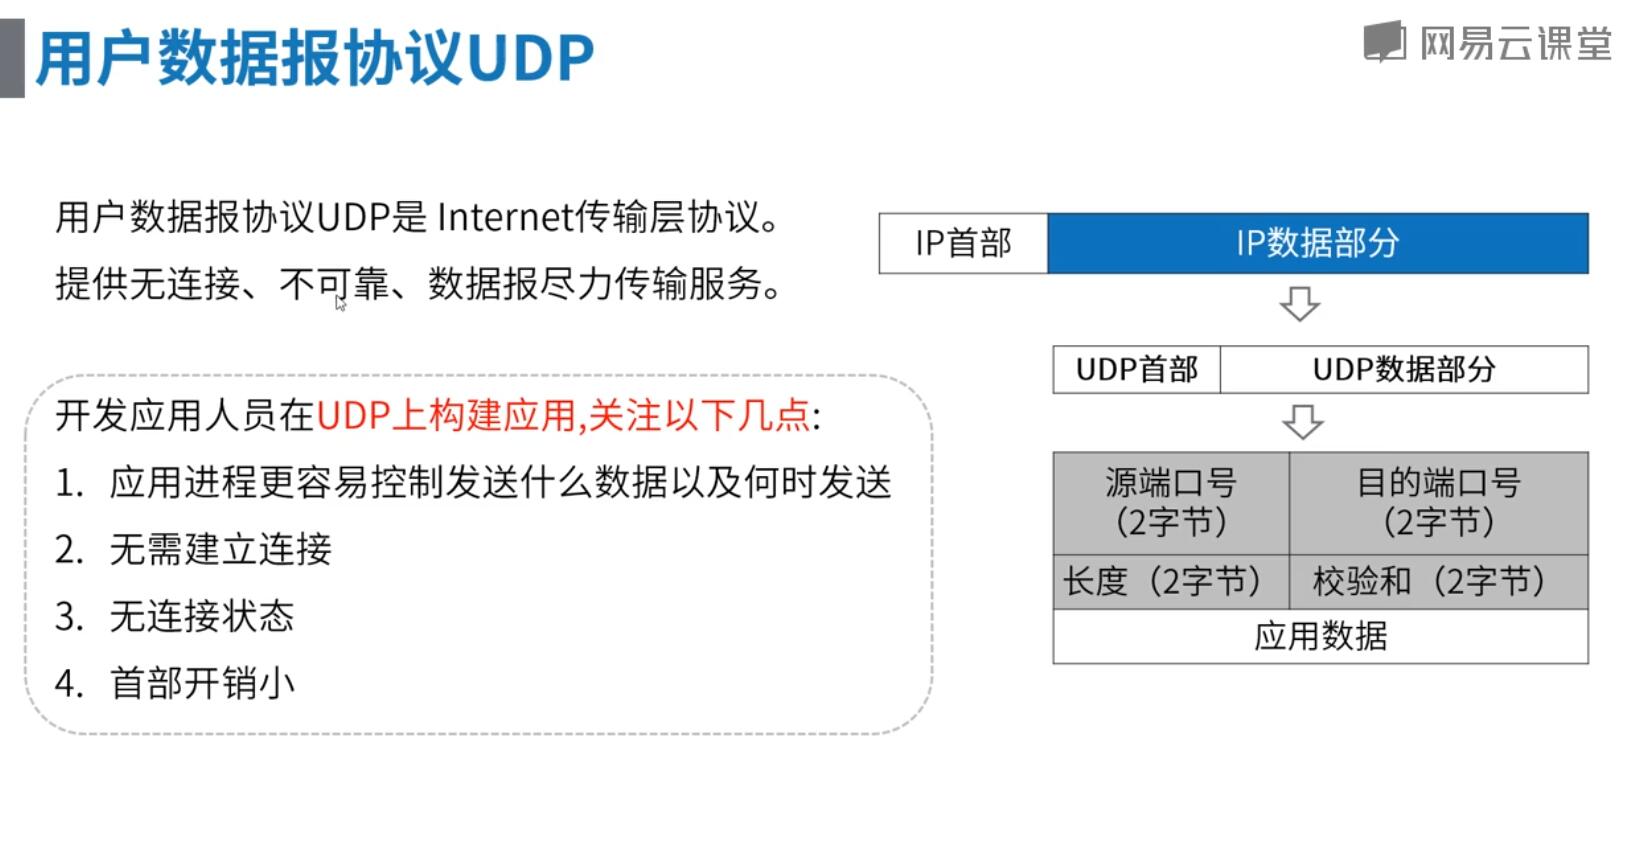 用户数据报协议UDP
网易云课堂
用户数据报协议UDP是 Internet传输层协议。
提供无连接、不可靠、数据报尽力传输服务。
开发应用人员在UDP上构建应用,关注以下几点:
1. 应用进程更容易控制发送什么数据以及何时发送
2. 无需建立连接
3. 无连接状态
4. 首部开销小
IP首部 IP数据部分
UDP首部 UDP数据部分
源端口号 目的端口号
（2字节） （2字节）
长度（2字节） 校验和（2字节）
应用数据